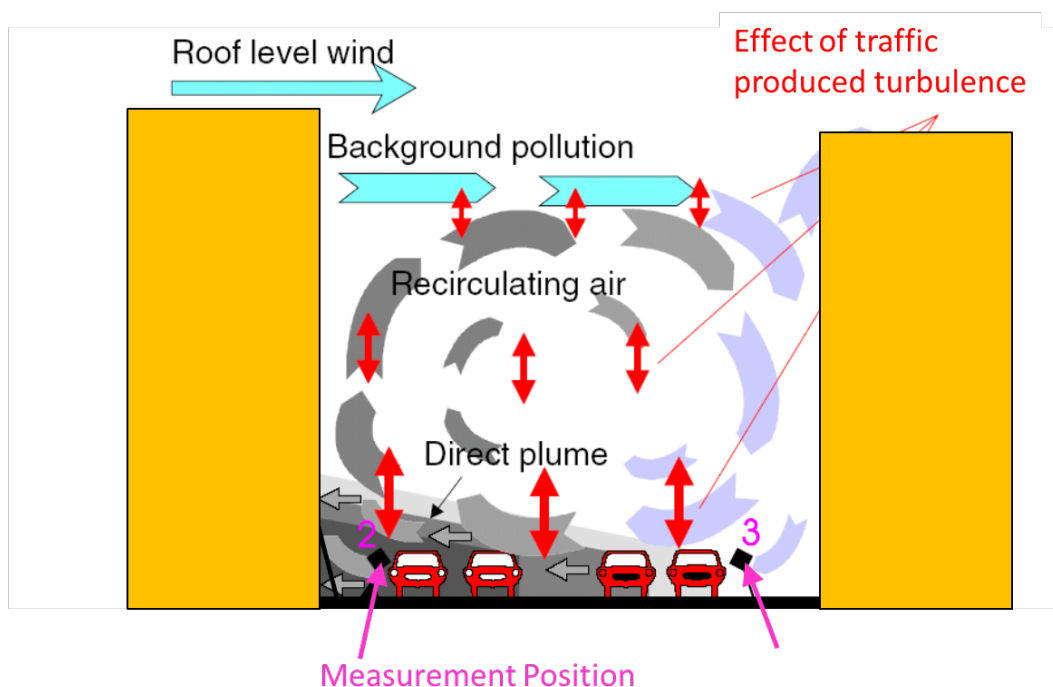 Effect of traffic
produced turbulence
Roof level wind
Background pollution
Recirculating air
Direct plume
2
3
Measurement Position